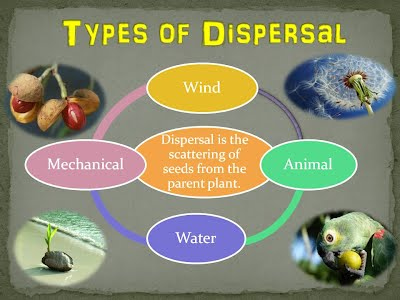 Types of Dispersal
Wind
Dispersal is the
scattering of
seeds from the
parent plant.
Mechanical
Animal
Water